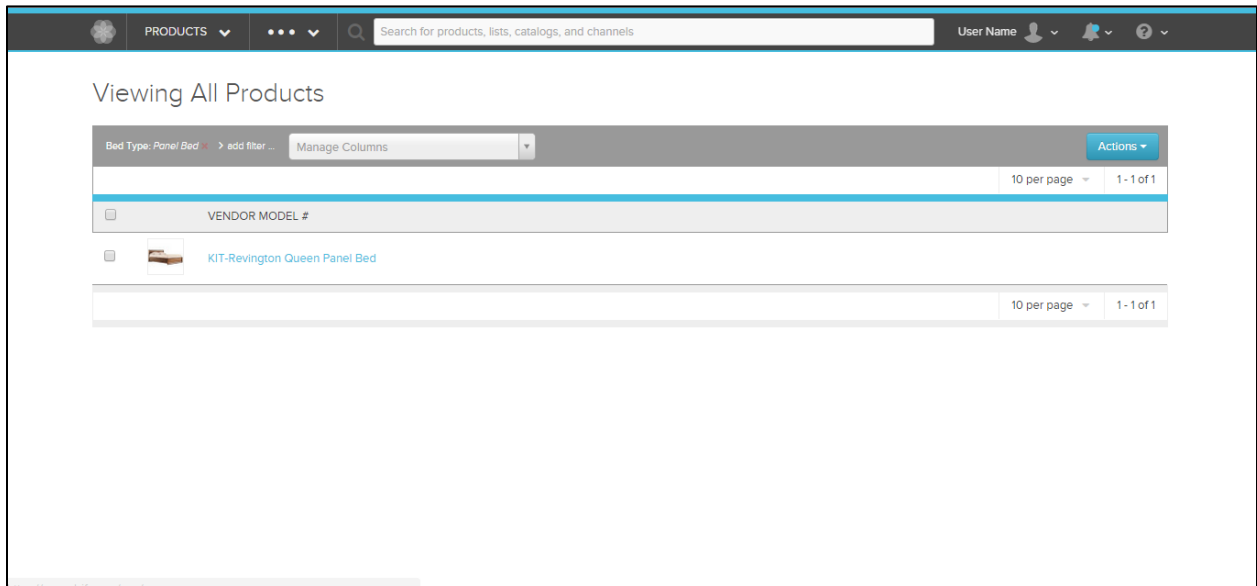 PRODUCTS
User Name
Search for products, lists, catalogs, and channels
Viewing All Products
Bed Type: Panel Bed × > add filter ... Manage Columns Actions
10 per page 1 - 1 of 1
VENDOR MODEL #
KIT-Revington Queen Panel Bed
10 per page 1 - 1 of 1